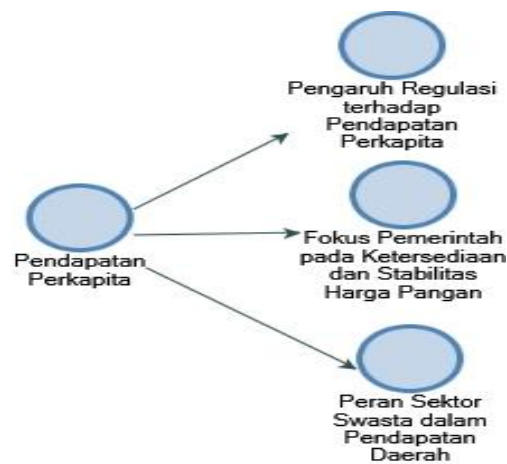 Pengaruh Regulasi
terhadap
Pendapatan
Perkapita
Pendapatan
Perkapita
Fokus Pemerintah
pada Ketersediaan
dan Stabilitas
Harga Pangan
Peran Sektor
Swasta dalam
Pendapatan
Daerah